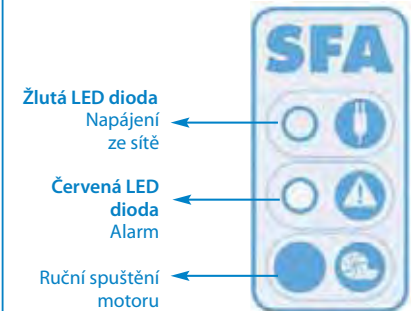 SFA
Žlutá LED dioda
Napájení
ze sítě
Červená LED
dioda
Alarm
Ruční spuštění
motoru